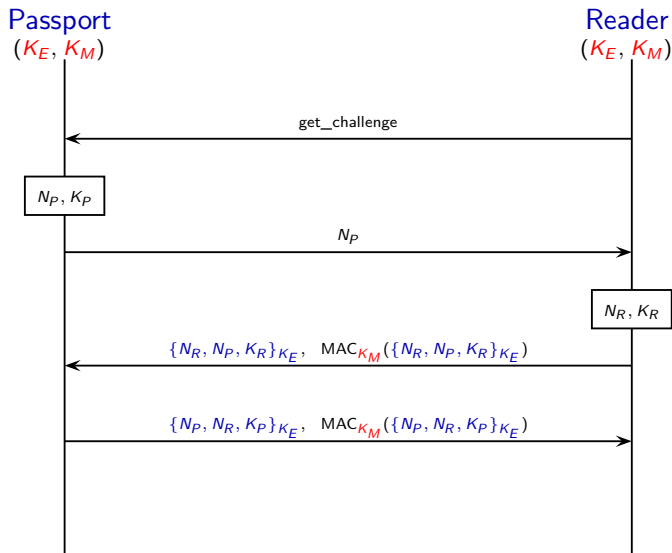 Passport Reader
(K_E, K_M) (K_E, K_M)
get_challenge
N_P, K_P
N_P
N_R, K_R
{N_R, N_P, K_R}_{K_E}, MAC_{K_M}({N_R, N_P, K_R}_{K_E})
{N_P, N_R, K_P}_{K_E}, MAC_{K_M}({N_P, N_R, K_P}_{K_E})